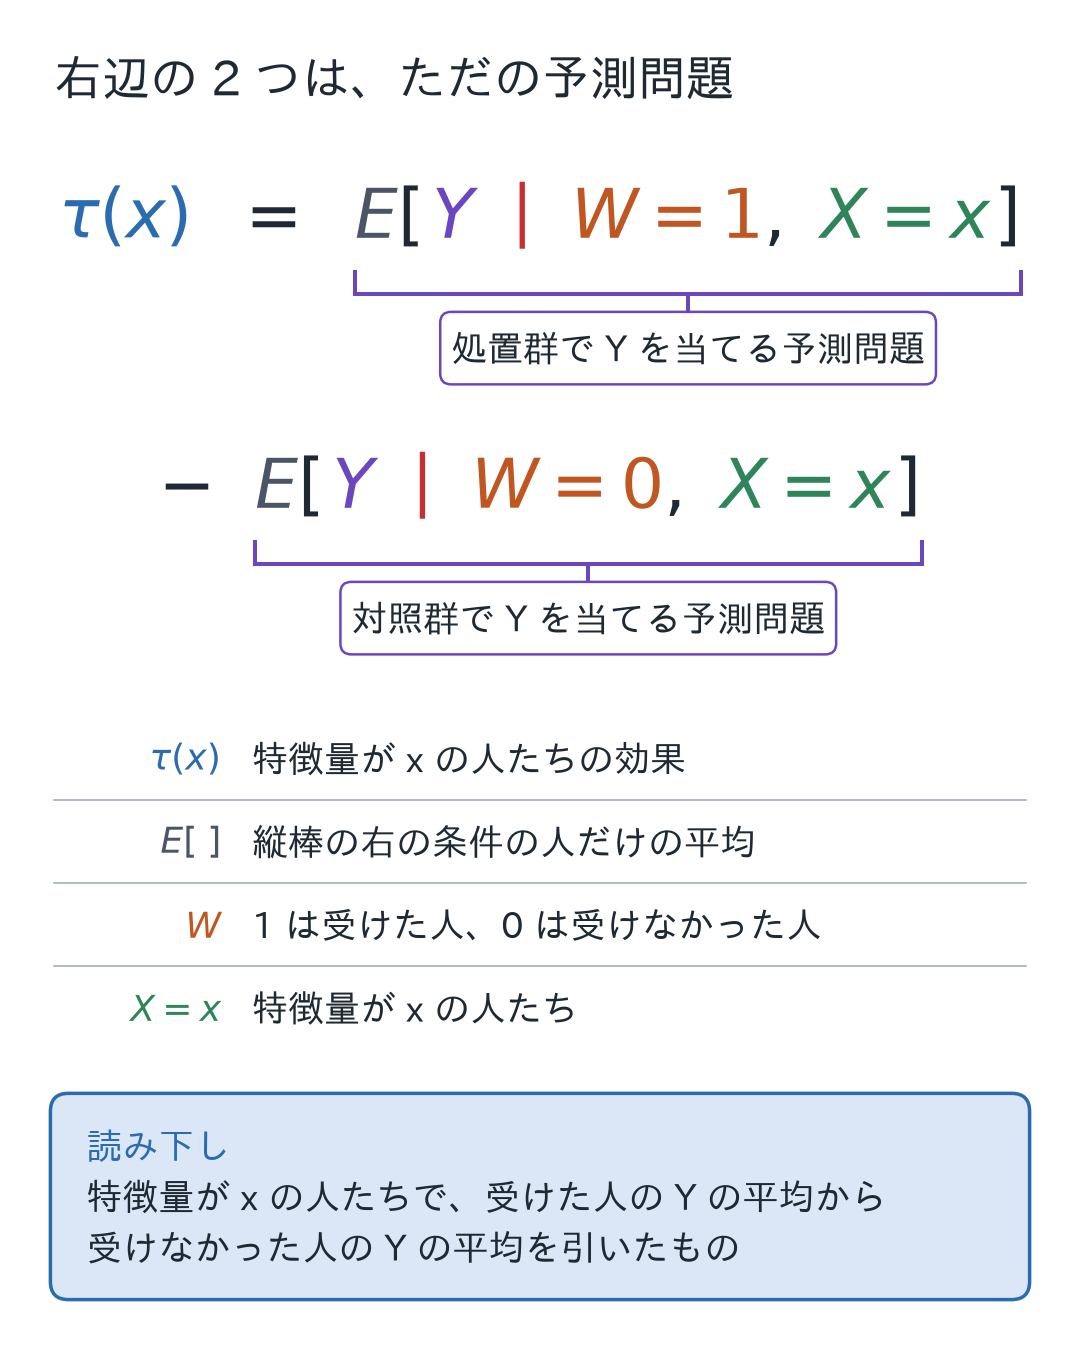 右辺の 2 つは、ただの予測問題
τ(x) = E[Y | W = 1, X = x]
処置群で Y を当てる予測問題
− E[Y | W = 0, X = x]
対照群で Y を当てる予測問題
τ(x) 特徴量が x の人たちの効果
E[ ] 縦棒の右の条件の人だけの平均
W 1 は受けた人、0 は受けなかった人
X = x 特徴量が x の人たち
読み下し
特徴量が x の人たちで、受けた人の Y の平均から
受けなかった人の Y の平均を引いたもの